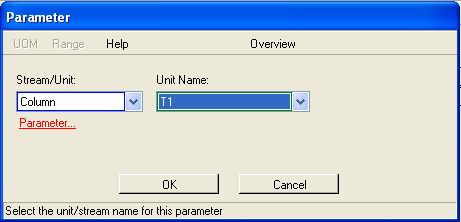 Parameter
UOM Range Help Overview
Stream/Unit: Unit Name:
Column T1
Parameter...
OK Cancel
Select the unit/stream name for this parameter